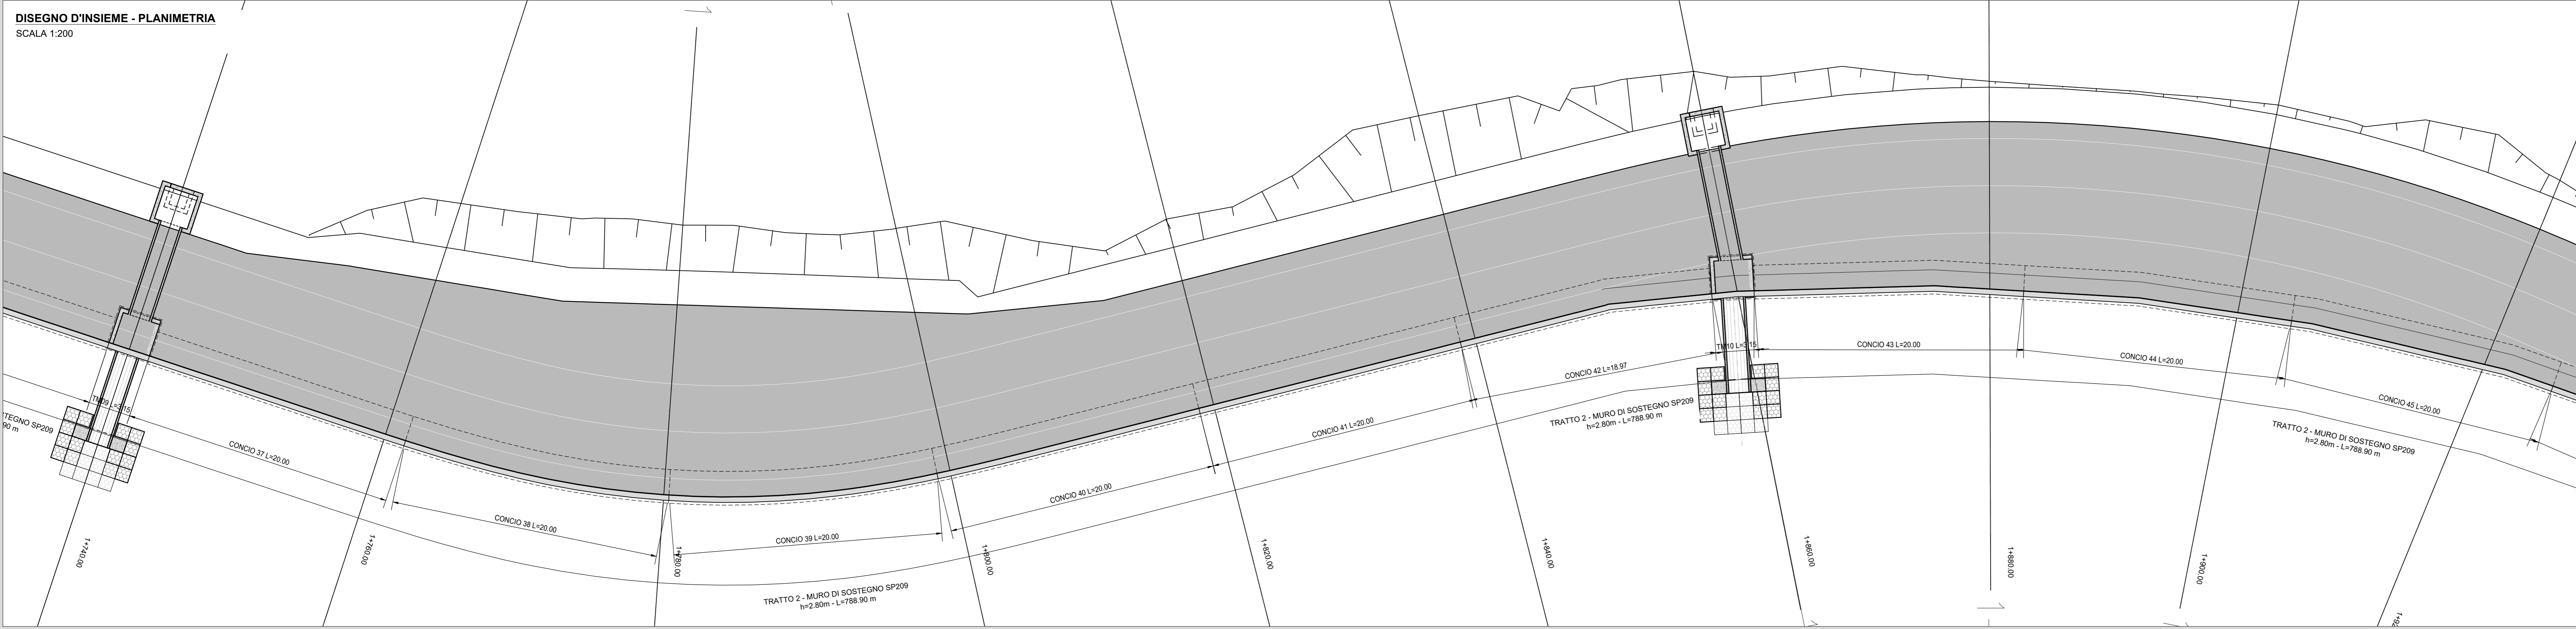 DISEGNO D'INSIEME - PLANIMETRIA
SCALA 1:200
TM09 L=3.15
TEGNO SP209
90 m
CONCIO 37 L=20.00
CONCIO 38 L=20.00
CONCIO 39 L=20.00
CONCIO 40 L=20.00
CONCIO 41 L=20.00
CONCIO 42 L=18.97
TM10 L=3.15
CONCIO 43 L=20.00
CONCIO 44 L=20.00
CONCIO 45 L=20.00
TRATTO 2 - MURO DI SOSTEGNO SP209
h=2.80m - L=788.90 m
TRATTO 2 - MURO DI SOSTEGNO SP209
h=2.80m - L=788.90 m
TRATTO 2 - MURO DI SOSTEGNO SP209
h=2.80m - L=788.90 m
1+740.00
1+760.00
1+780.00
1+800.00
1+820.00
1+840.00
1+860.00
1+880.00
1+900.00